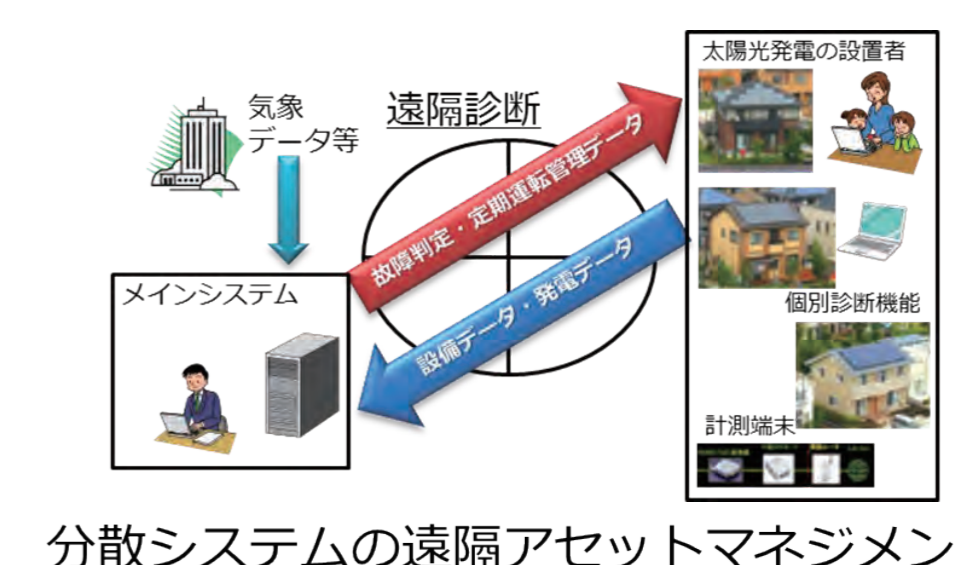 太陽光発電の設置者
気象
データ等
遠隔診断
故障判定・定期運転管理データ
設備データ・発電データ
メインシステム
個別診断機能
計測端末
分散システムの遠隔アセットマネジメン